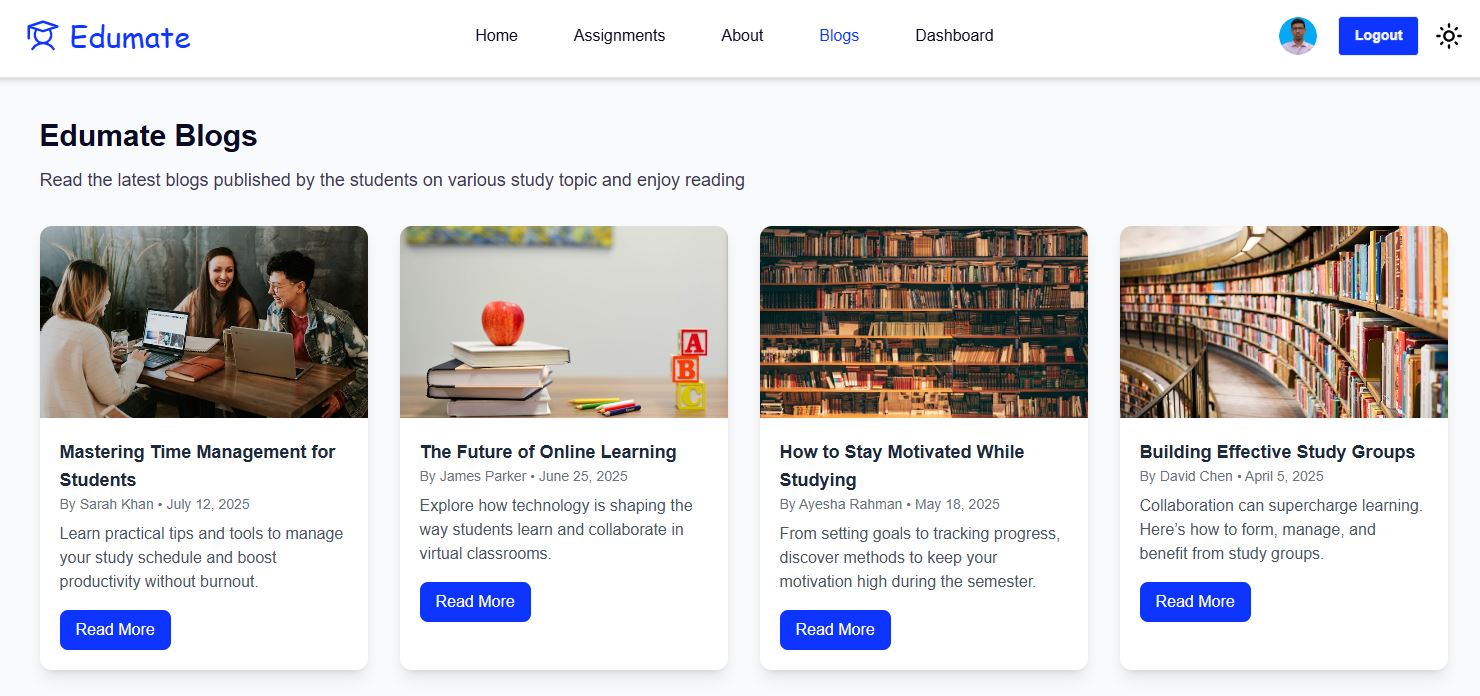 Edumate
Home
Assignments
About
Blogs
Dashboard
Logout
Edumate Blogs
Read the latest blogs published by the students on various study topic and enjoy reading
A
B
C
Mastering Time Management for
Students
By Sarah Khan • July 12, 2025
Learn practical tips and tools to manage
your study schedule and boost
productivity without burnout.
Read More
The Future of Online Learning
By James Parker • June 25, 2025
Explore how technology is shaping the
way students learn and collaborate in
virtual classrooms.
Read More
How to Stay Motivated While
Studying
By Ayesha Rahman • May 18, 2025
From setting goals to tracking progress,
discover methods to keep your
motivation high during the semester.
Read More
Building Effective Study Groups
By David Chen • April 5, 2025
Collaboration can supercharge learning.
Here’s how to form, manage, and
benefit from study groups.
Read More